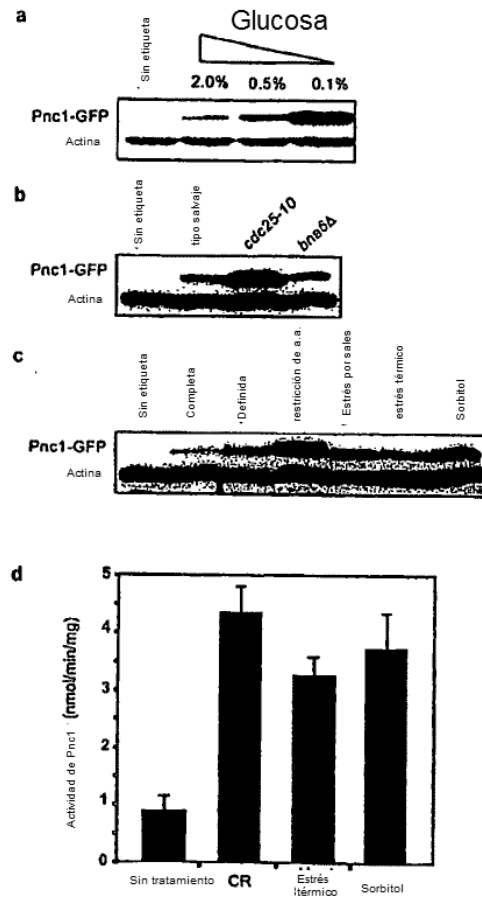 a
Glucosa
Sin etiqueta
2.0% 0.5% 0.1%
Pnc1-GFP
Actina
b
Sin etiqueta
tipo salvaje
cdc25-10
bna6Δ
Pnc1-GFP
Actina
c
Sin etiqueta
Completa
Definida
restrición de a.a.
Estrés por sales
estrés térmico
Sorbitol
Pnc1-GFP
Actina
d
Actividad de Pnc1 (nmol/min/mg)
5
4
3
2
1
0
Sin tratamiento
CR
Estrés
ltérmico
Sorbitol